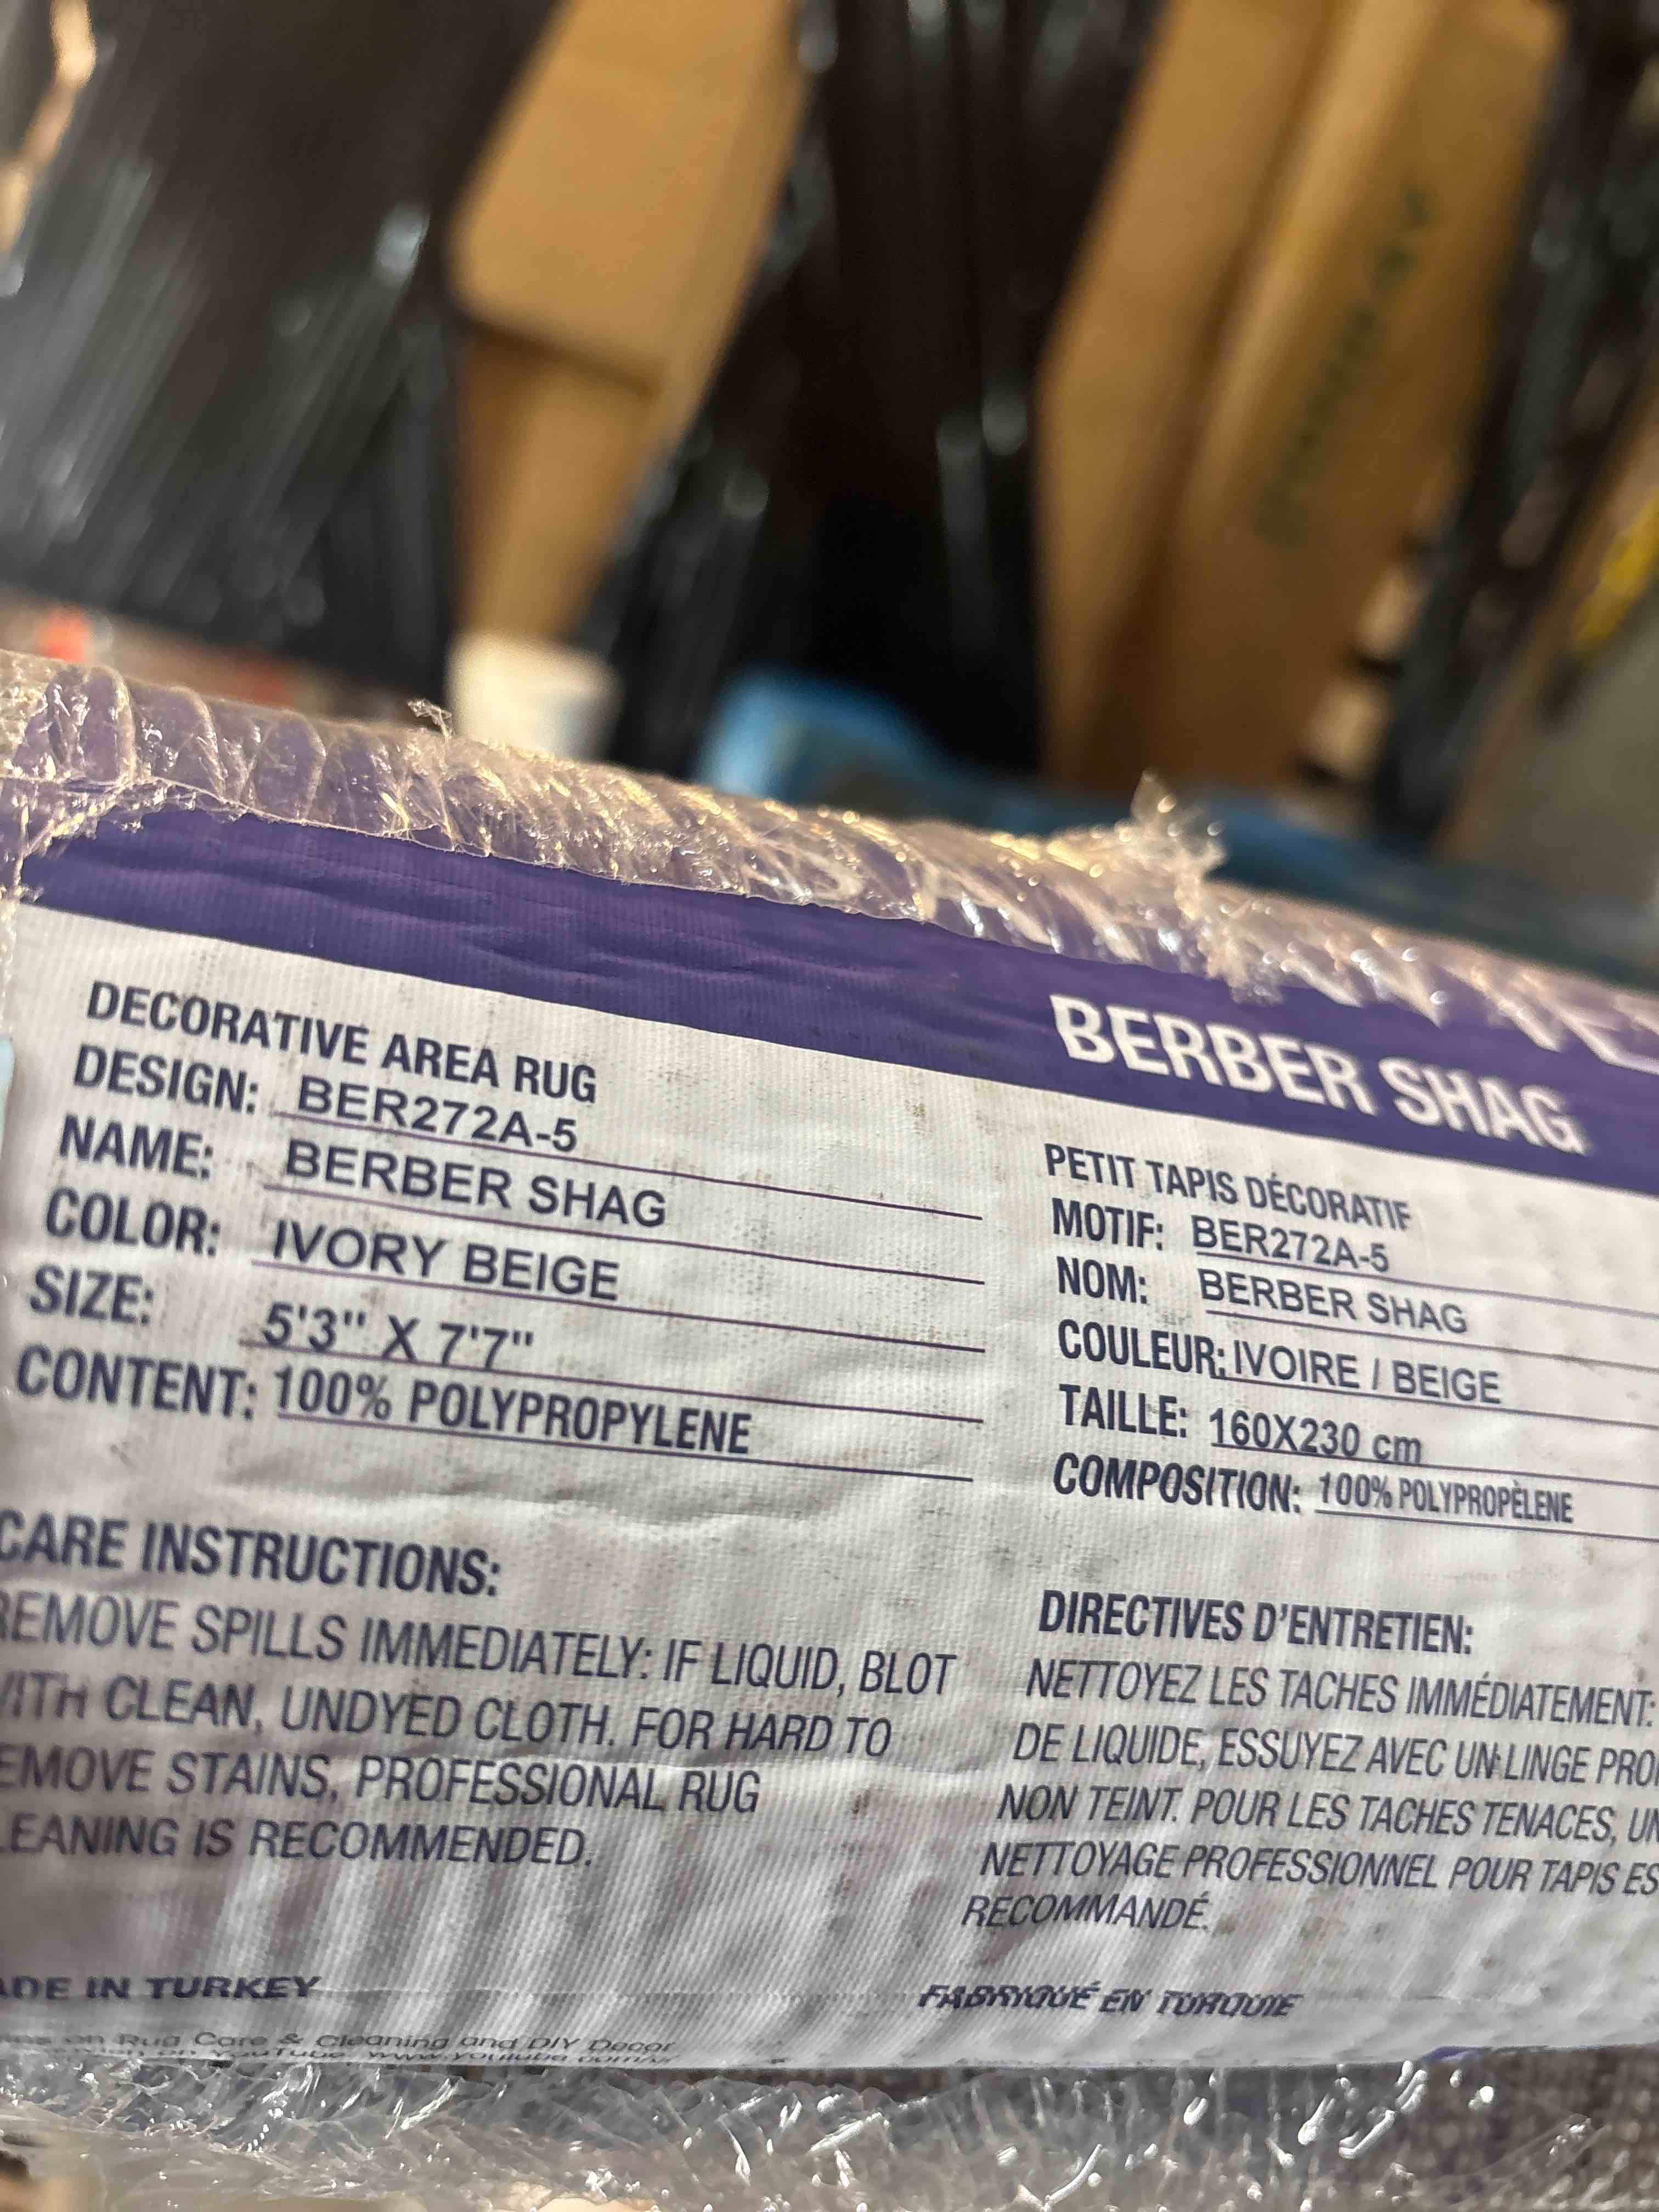 BERBER SHAG
DECORATIVE AREA RUG
DESIGN: BER272A-5
NAME: BERBER SHAG
COLOR: IVORY BEIGE
SIZE: 5'3" X 7'7"
CONTENT: 100% POLYPROPYLENE
CARE INSTRUCTIONS:
REMOVE SPILLS IMMEDIATELY: IF LIQUID, BLOT
WITH CLEAN, UNDYED CLOTH. FOR HARD TO
EMOVE STAINS, PROFESSIONAL RUG
LEANING IS RECOMMENDED.
ADE IN TURKEY
on Rug Care & Cleaning and DIY Decor
on YouTube:
PETIT TAPIS DÉCORATIF
MOTIF: BER272A-5
NOM: BERBER SHAG
COULEUR: IVOIRE / BEIGE
TAILLE: 160X230 cm
COMPOSITION: 100% POLYPROPÈLENE
DIRECTIVES D'ENTRETIEN:
NETTOYEZ LES TACHES IMMÉDIATEMENT:
DE LIQUIDE, ESSUYEZ AVEC UN LINGE PRO
NON TEINT. POUR LES TACHES TENACES, UN
NETTOYAGE PROFESSIONNEL POUR TAPIS ES
RECOMMANDÉ.
FABRIQUÉ EN TURQUIE